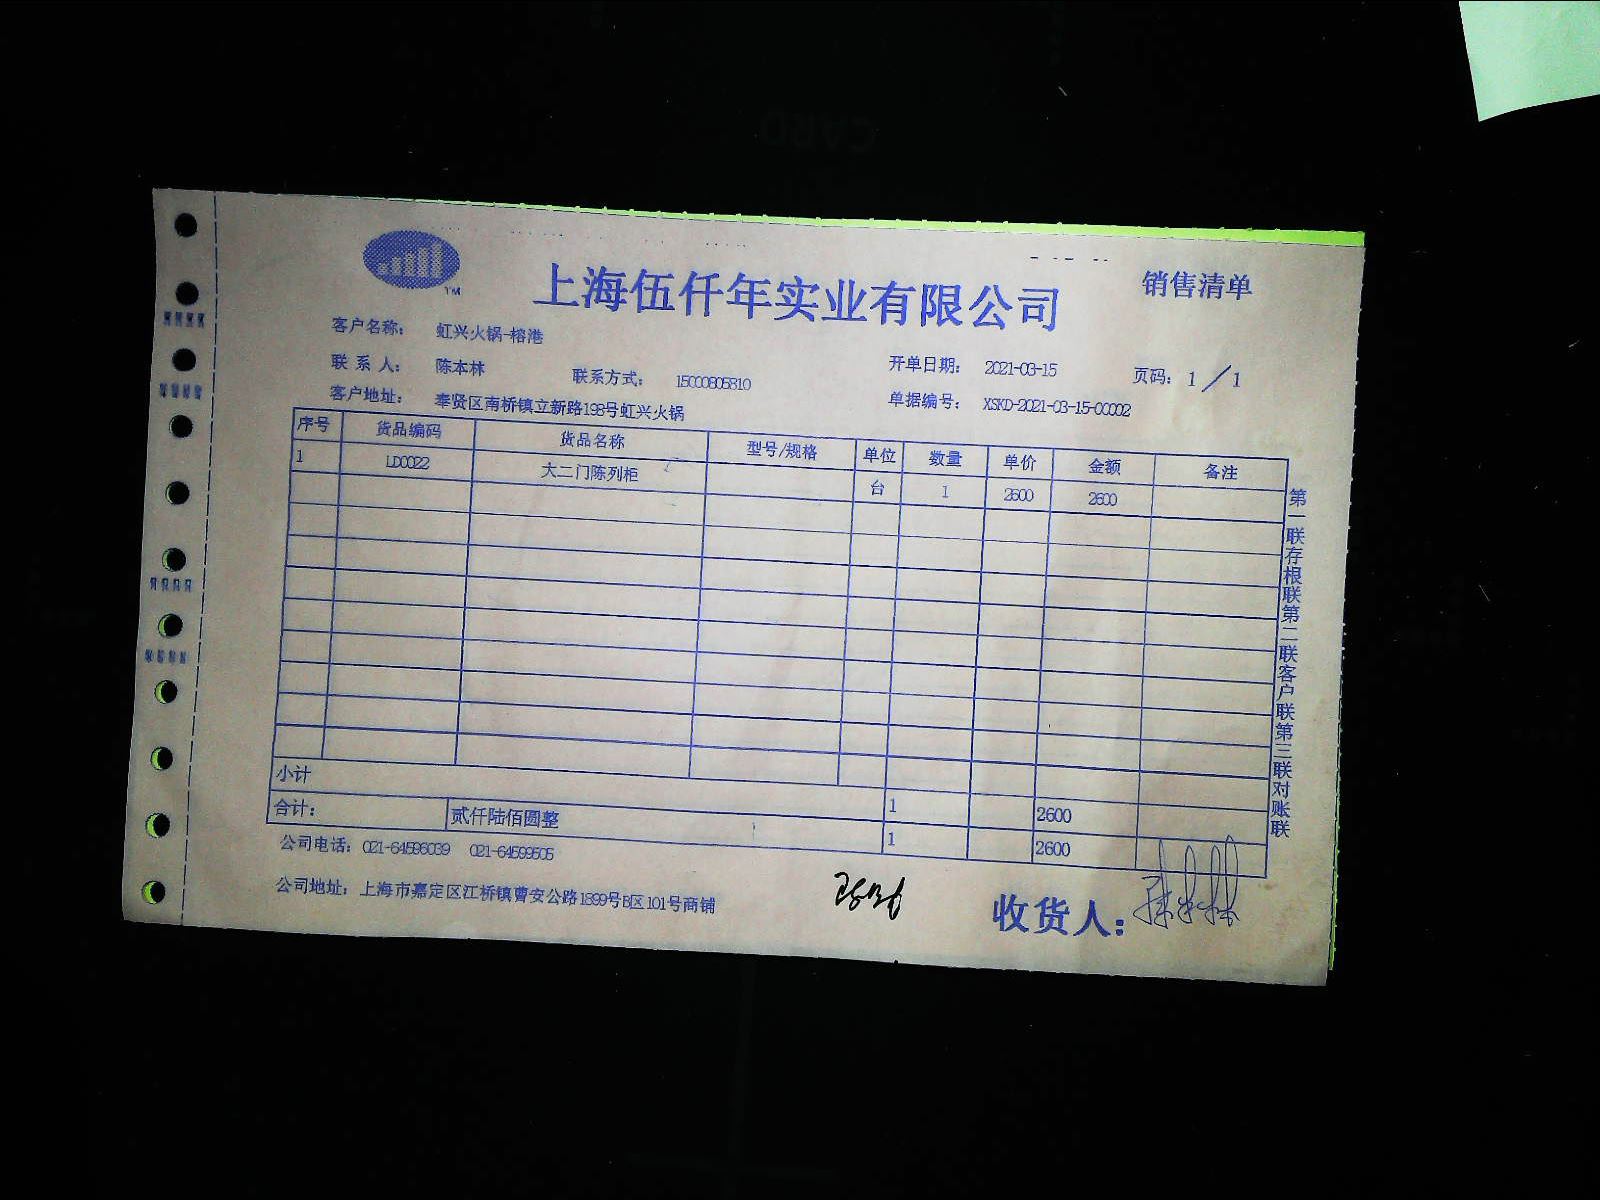 上海伍仟年实业有限公司
销售清单
TM
客户名称： 虹兴火锅-榕港
联 系 人： 陈本林 联系方式： 15000805810
开单日期： 2021-03-15 页码：1／1
客户地址： 奉贤区南桥镇立新路198号虹兴火锅
单据编号： XSKD-2021-03-15-00002
序号 货品编码 货品名称 型号/规格 单位 数量 单价 金额 备注
1 LD0022 大二门陈列柜 台 1 2600 2600
小计 1 2600
合计： 贰仟陆佰圆整 1 2600
第一联存根联第二联客户联第三联对账联
公司电话：021-64596039 021-64599505
公司地址：上海市嘉定区江桥镇曹安公路1899号B区101号商铺
收货人：
CARD